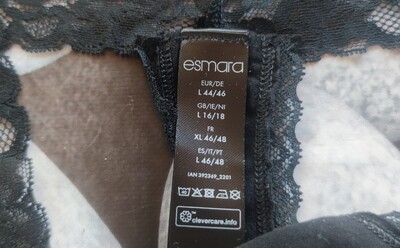 esmara
EUR/DE
L 44/46
GB/IE/NI
L 16/18
FR
XL 46/48
ES/IT/PT
L 46/48
IAN 392369_2201
clevercare.info